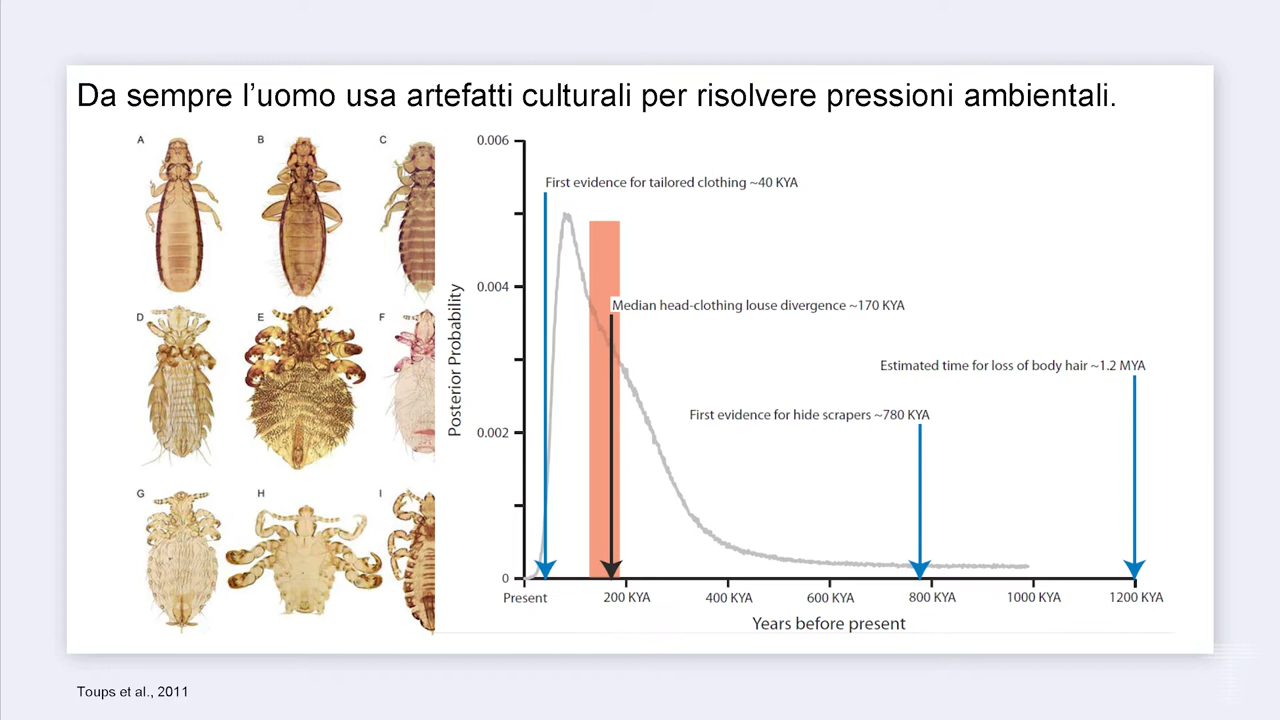 Da sempre l'uomo usa artefatti culturali per risolvere pressioni ambientali.
A
B
C
D
E
F
G
H
I
0.006
0.004
0.002
0
Posterior Probability
First evidence for tailored clothing ~40 KYA
Median head-clothing louse divergence ~170 KYA
Estimated time for loss of body hair ~1.2 MYA
First evidence for hide scrapers ~780 KYA
Present
200 KYA
400 KYA
600 KYA
800 KYA
1000 KYA
1200 KYA
Years before present
Toups et al., 2011